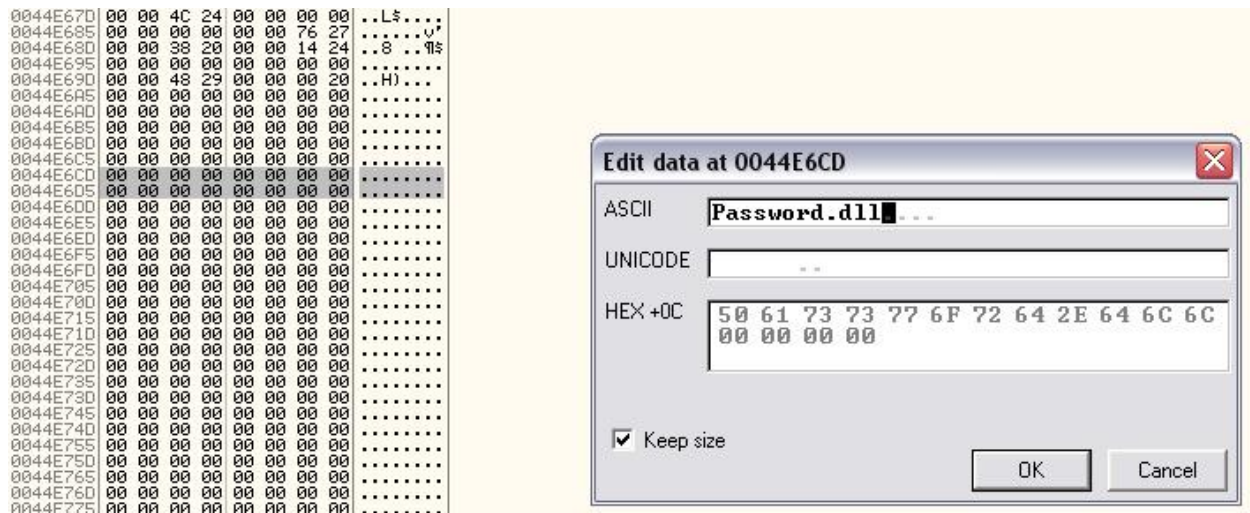 0044E67D 00 00 4C 24 00 00 00 00 ..L$....
0044E685 00 00 00 00 00 00 76 27 ......v'
0044E68D 00 00 38 20 00 00 14 24 ..8 ..¶$
0044E695 00 00 00 00 00 00 00 00 ........
0044E69D 00 00 48 29 00 00 00 20 ..H)...
0044E6A5 00 00 00 00 00 00 00 00 ........
0044E6AD 00 00 00 00 00 00 00 00 ........
0044E6B5 00 00 00 00 00 00 00 00 ........
0044E6BD 00 00 00 00 00 00 00 00 ........
0044E6C5 00 00 00 00 00 00 00 00 ........
0044E6CD 00 00 00 00 00 00 00 00 ........
0044E6D5 00 00 00 00 00 00 00 00 ........
0044E6DD 00 00 00 00 00 00 00 00 ........
0044E6E5 00 00 00 00 00 00 00 00 ........
0044E6ED 00 00 00 00 00 00 00 00 ........
0044E6F5 00 00 00 00 00 00 00 00 ........
0044E6FD 00 00 00 00 00 00 00 00 ........
0044E705 00 00 00 00 00 00 00 00 ........
0044E70D 00 00 00 00 00 00 00 00 ........
0044E715 00 00 00 00 00 00 00 00 ........
0044E71D 00 00 00 00 00 00 00 00 ........
0044E725 00 00 00 00 00 00 00 00 ........
0044E72D 00 00 00 00 00 00 00 00 ........
0044E735 00 00 00 00 00 00 00 00 ........
0044E73D 00 00 00 00 00 00 00 00 ........
0044E745 00 00 00 00 00 00 00 00 ........
0044E74D 00 00 00 00 00 00 00 00 ........
0044E755 00 00 00 00 00 00 00 00 ........
0044E75D 00 00 00 00 00 00 00 00 ........
0044E765 00 00 00 00 00 00 00 00 ........
0044E76D 00 00 00 00 00 00 00 00 ........
0044E775 00 00 00 00 00 00 00 00 ........
Edit data at 0044E6CD
ASCII Password.dll....
UNICODE ..
HEX +0C 50 61 73 73 77 6F 72 64 2E 64 6C 6C
00 00 00 00
Keep size
OK Cancel